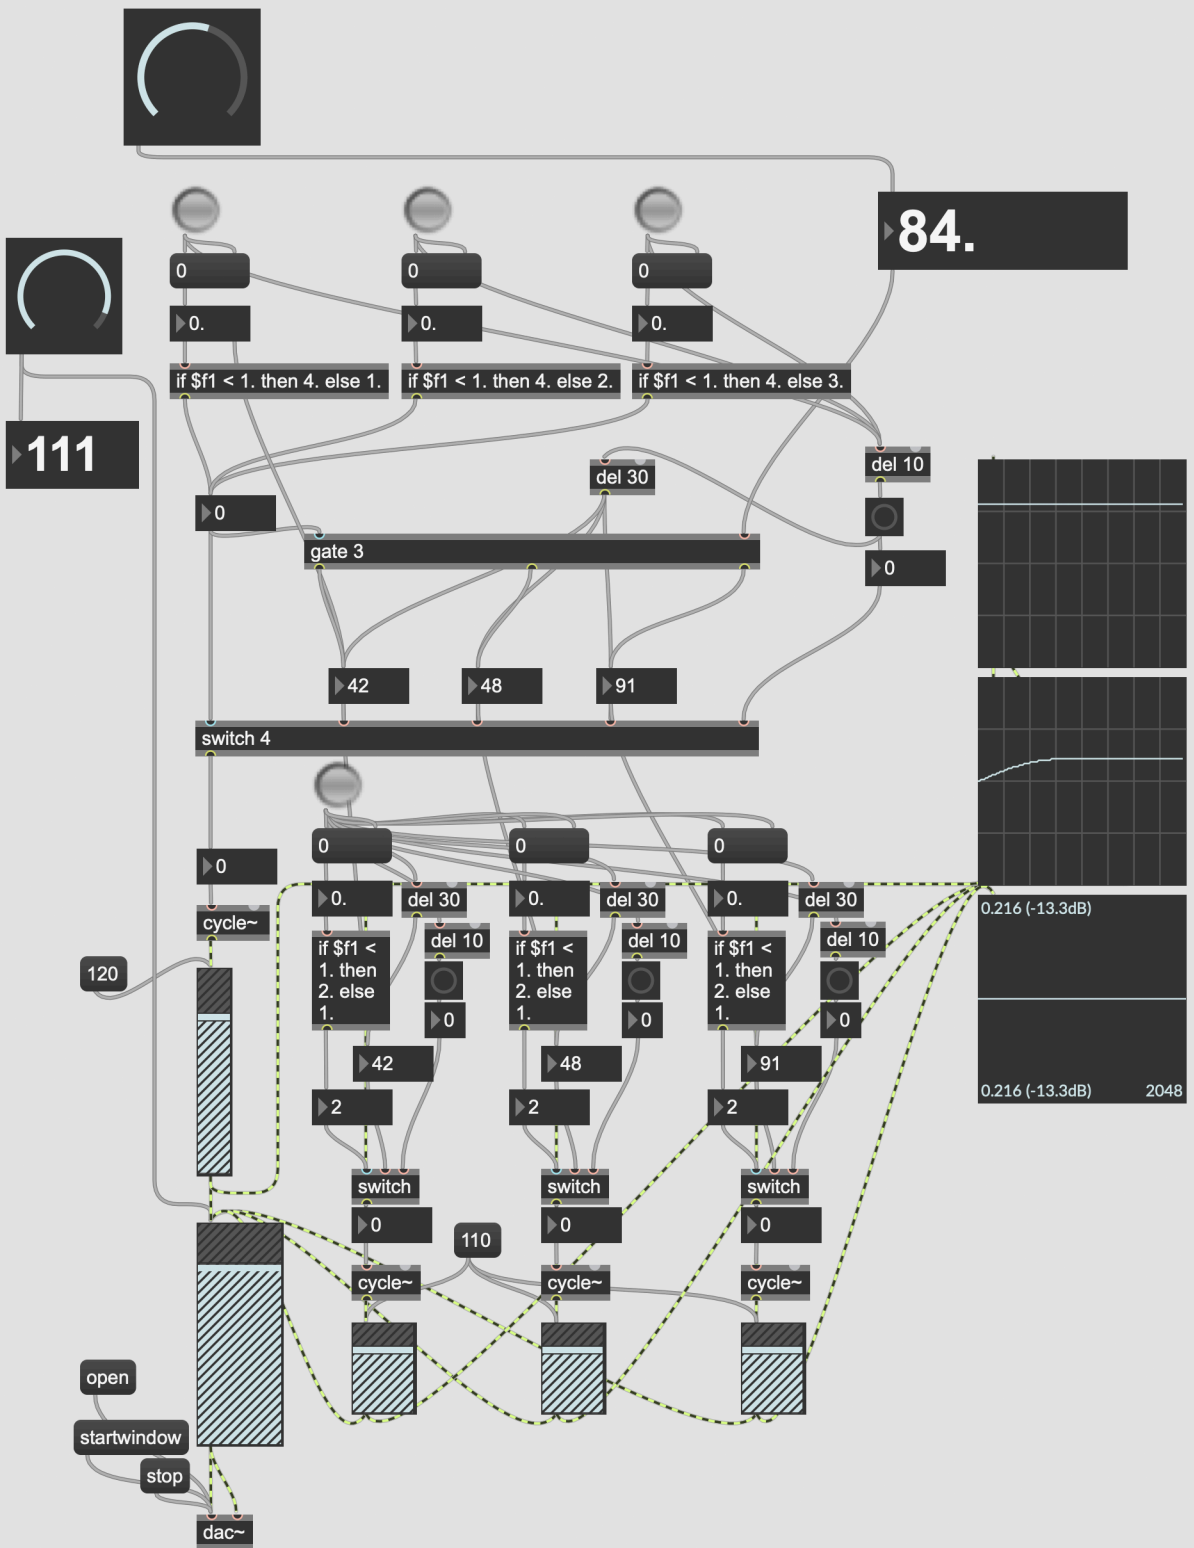 84.
0
0
0
0.
0.
0.
if $f1 < 1. then 4. else 1.
if $f1 < 1. then 4. else 2.
if $f1 < 1. then 4. else 3.
111
del 30
del 10
0
gate 3
0
42
48
91
switch 4
0
0
0
0
0.
del 30
0.
del 30
0.
del 30
0.216 (-13.3dB)
cycle~
del 10
del 10
del 10
if $f1 <
1. then
2. else
1.
if $f1 <
1. then
2. else
1.
if $f1 <
1. then
2. else
1.
120
0
0
0
42
48
91
0.216 (-13.3dB)
2048
2
2
2
switch
switch
switch
0
0
0
110
cycle~
cycle~
cycle~
open
startwindow
stop
dac~